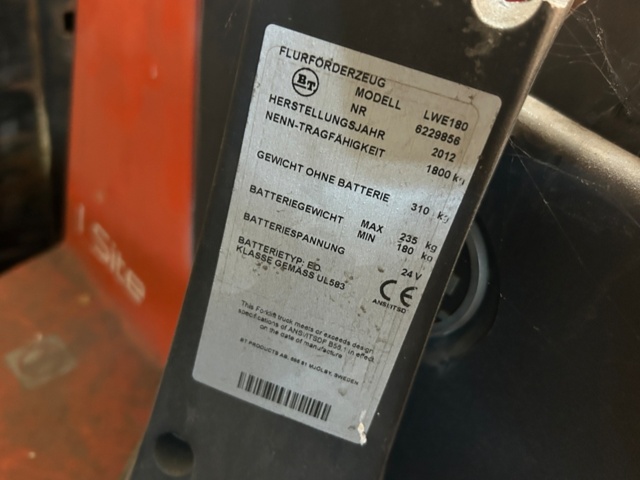 FLURFÖRDERZEUG
BT
MODELL LWE180
NR 6229856
HERSTELLUNGSJAHR 2012
NENN-TRAGFÄHIGKEIT 1800 kg
GEWICHT OHNE BATTERIE 310 kg
BATTERIEGEWICHT MAX 235 kg
MIN 180 kg
BATTERIESPANNUNG 24 V
BATTERIETYP: ED
KLASSE GEMÄSS UL583
CE
ANSI/ITSD
This Forklift truck meets or exceeds design
specifications of ANSI/ITSDF B56.1 in effect
on the date of manufacture
BT PRODUCTS AB, MJÖLBY, SWEDEN
Site